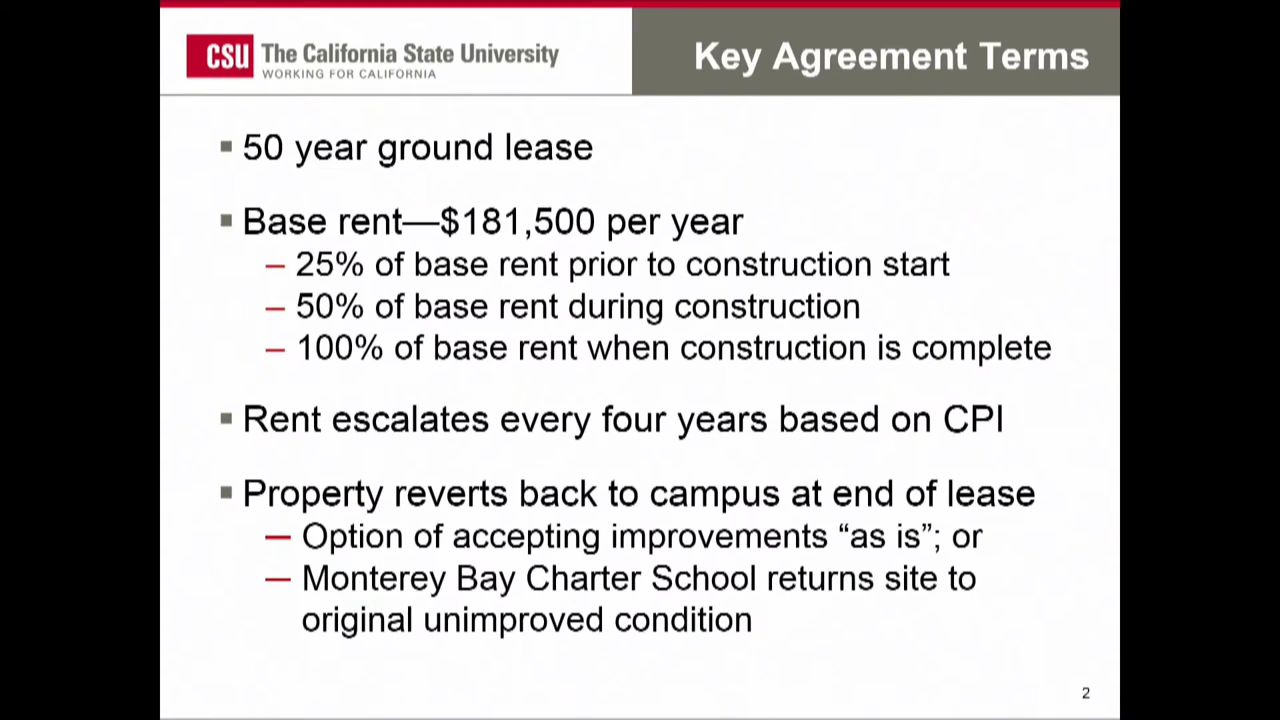 CSU The California State University
WORKING FOR CALIFORNIA
Key Agreement Terms
▪ 50 year ground lease
▪ Base rent—$181,500 per year
– 25% of base rent prior to construction start
– 50% of base rent during construction
– 100% of base rent when construction is complete
▪ Rent escalates every four years based on CPI
▪ Property reverts back to campus at end of lease
— Option of accepting improvements “as is”; or
— Monterey Bay Charter School returns site to
original unimproved condition
2